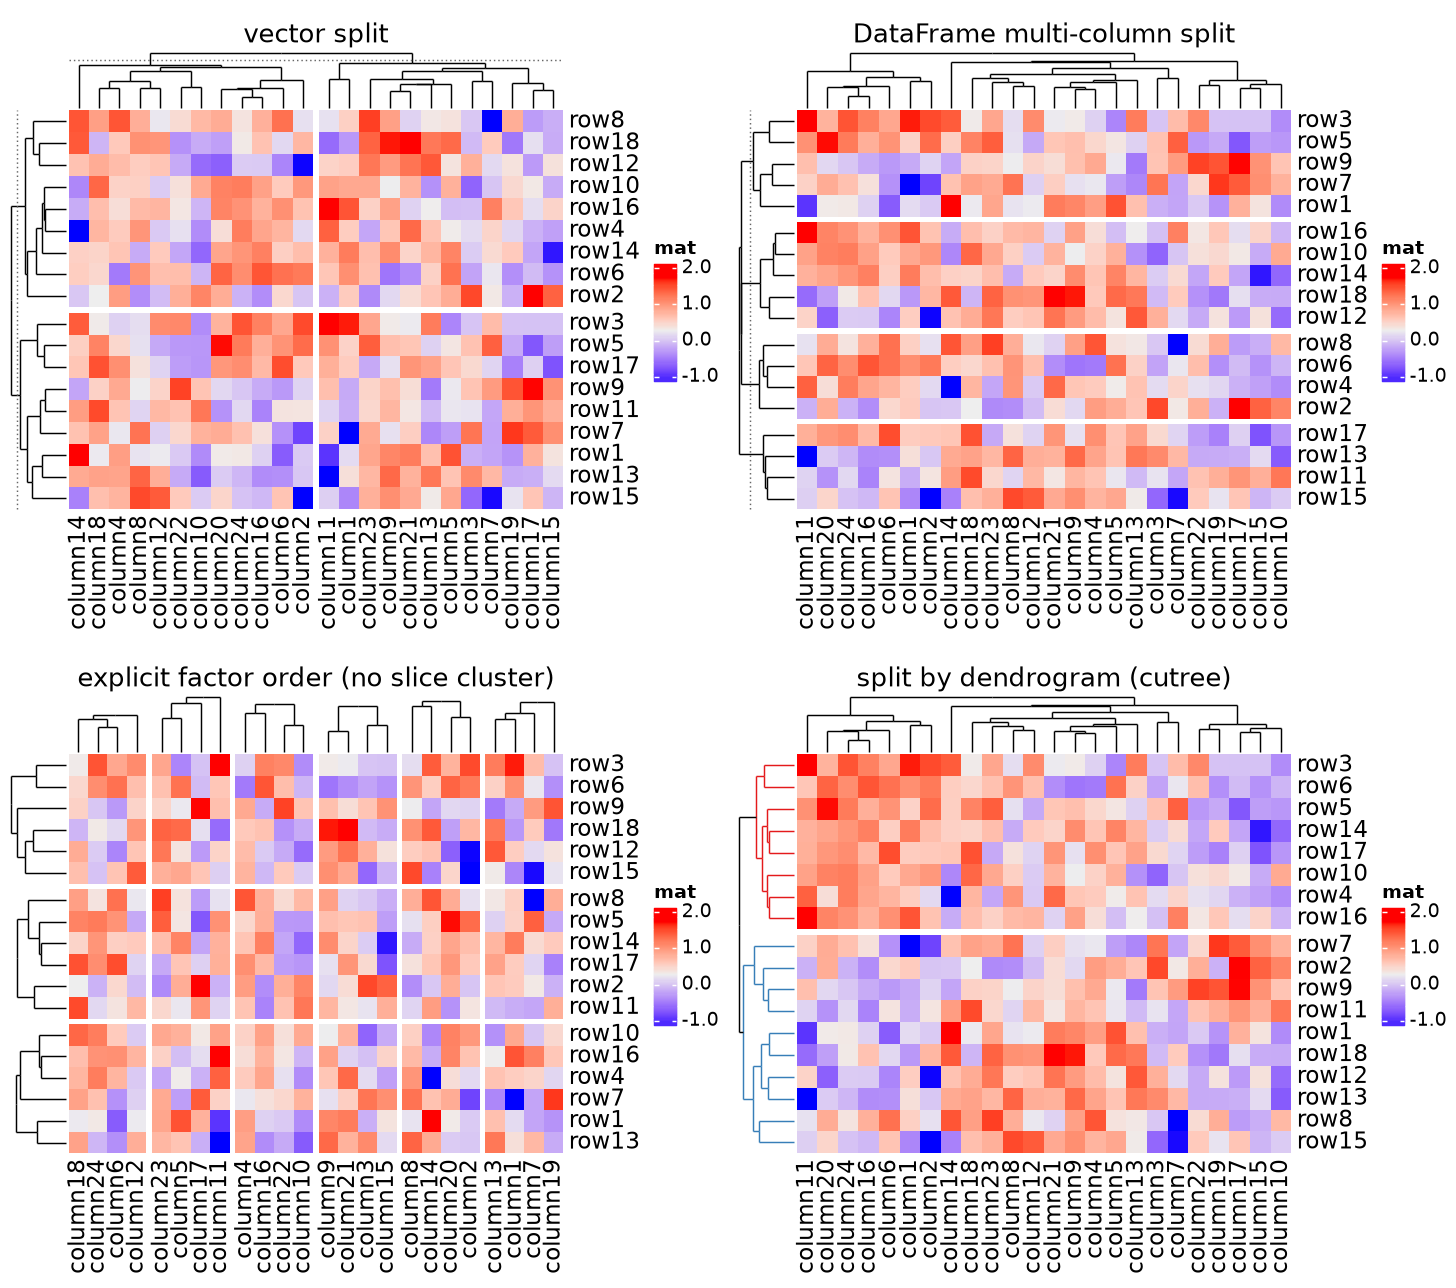 vector split
row8
row18
row12
row10
row16
row4
row14
row6
row2
row3
row5
row17
row9
row11
row7
row1
row13
row15
column14
column18
column4
column8
column12
column22
column10
column20
column24
column16
column6
column2
column11
column1
column23
column9
column21
column13
column5
column3
column7
column19
column17
column15
mat
2.0
1.0
0.0
-1.0
DataFrame multi-column split
row3
row5
row9
row7
row1
row16
row10
row14
row18
row12
row8
row6
row4
row2
row17
row13
row11
row15
column11
column20
column24
column16
column6
column1
column2
column14
column18
column23
column8
column12
column21
column9
column4
column5
column13
column3
column7
column22
column19
column17
column15
column10
mat
2.0
1.0
0.0
-1.0
explicit factor order (no slice cluster)
row3
row6
row9
row18
row12
row15
row8
row5
row14
row17
row2
row11
row10
row16
row4
row7
row1
row13
column18
column24
column6
column12
column23
column5
column17
column11
column4
column16
column22
column10
column9
column21
column3
column15
column8
column14
column20
column2
column13
column1
column7
column19
mat
2.0
1.0
0.0
-1.0
split by dendrogram (cutree)
row3
row6
row5
row14
row17
row10
row4
row16
row7
row2
row9
row11
row1
row18
row12
row13
row8
row15
column11
column20
column24
column16
column6
column1
column2
column14
column18
column23
column8
column12
column21
column9
column4
column5
column13
column3
column7
column22
column19
column17
column15
column10
mat
2.0
1.0
0.0
-1.0